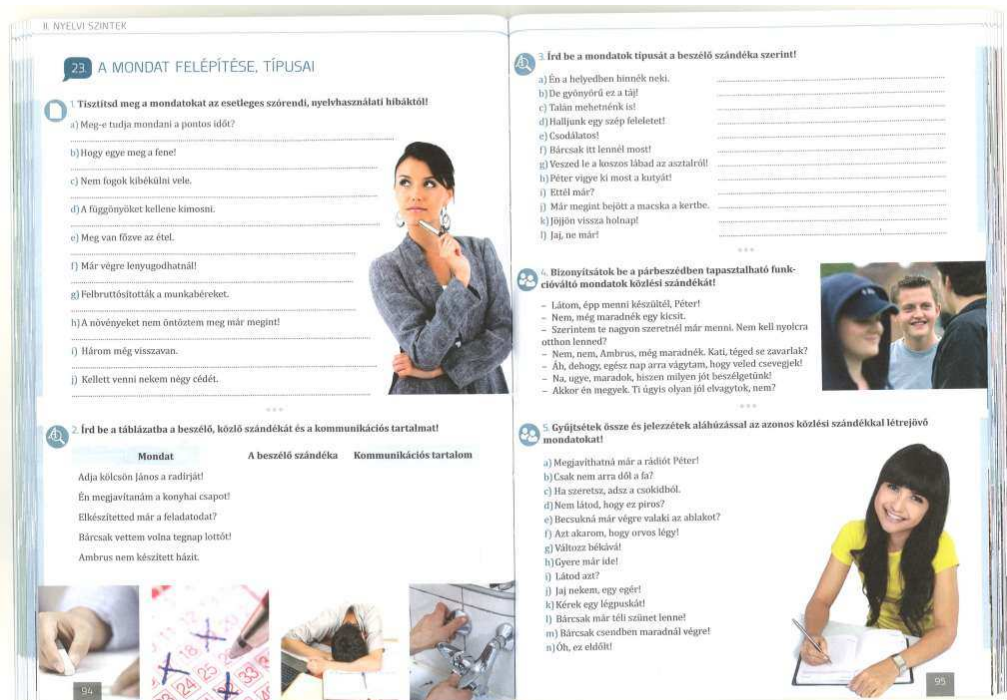 II. NYELVI SZINTEK
23. A MONDAT FELÉPÍTÉSE, TÍPUSAI
1. Tisztítsd meg a mondatokat az esetleges szórendi, nyelvhasználati hibáktól!
a) Meg-e tudja mondani a pontos időt?
b) Hogy egye meg a fene!
c) Nem fogok kibékülni vele.
d) A függönyöket kellene kimosni.
e) Meg van főzve az étel.
f) Már végre lenyugodhatnál!
g) Felbruttósították a munkabéreket.
h) A növényeket nem öntöztem meg már megint!
i) Három még visszavan.
j) Kellett venni nekem négy cédét.
2. Írd be a táblázatba a beszélő, közlő szándékát és a kommunikációs tartalmat!
Mondat A beszélő szándéka Kommunikációs tartalom
Adja kölcsön János a radírját!
Én megjavítanám a konyhai csapot!
Elkészítetted már a feladatodat?
Bárcsak vettem volna tegnap lottót!
Ambrus nem készített házit.
94
3. Írd be a mondatok típusát a beszélő szándéka szerint!
a) Én a helyedben hinnék neki.
b) De gyönyörű ez a táj!
c) Talán mehetnénk is!
d) Halljunk egy szép feleletet!
e) Csodálatos!
f) Bárcsak itt lennél most!
g) Veszed le a koszos lábad az asztalról!
h) Péter vigye ki most a kutyát!
i) Ettél már?
j) Már megint bejött a macska a kertbe.
k) Jöjjön vissza holnap!
l) Jaj, ne már!
4. Bizonyítsátok be a párbeszédben tapasztalható funk-
cióváltó mondatok közlési szándékát!
– Látom, épp menni készültél, Péter!
– Nem, még maradnék egy kicsit.
– Szerintem te nagyon szeretnél már menni. Nem kell nyolcra
otthon lenned?
– Nem, nem, Ambrus, még maradnék. Kati, téged se zavarlak?
– Áh, dehogy, egész nap arra vágytam, hogy veled csevegjek!
– Na, ugye, maradok, hiszen milyen jót beszélgetünk!
– Akkor én megyek. Ti úgyis olyan jól elvagytok, nem?
5. Gyűjtsétek össze és jelezzétek aláhúzással az azonos közlési szándékkal létrejövő
mondatokat!
a) Megjavíthatná már a rádiót Péter!
b) Csak nem arra dől a fa?
c) Ha szeretsz, adsz a csokidból.
d) Nem látod, hogy ez piros?
e) Becsukná már végre valaki az ablakot?
f) Azt akarom, hogy orvos légy!
g) Változz békává!
h) Gyere már ide!
i) Látod azt?
j) Jaj nekem, egy egér!
k) Kérek egy légpuskát!
l) Bárcsak már téli szünet lenne!
m) Bárcsak csendben maradnál végre!
n) Óh, ez eldőlt!
95